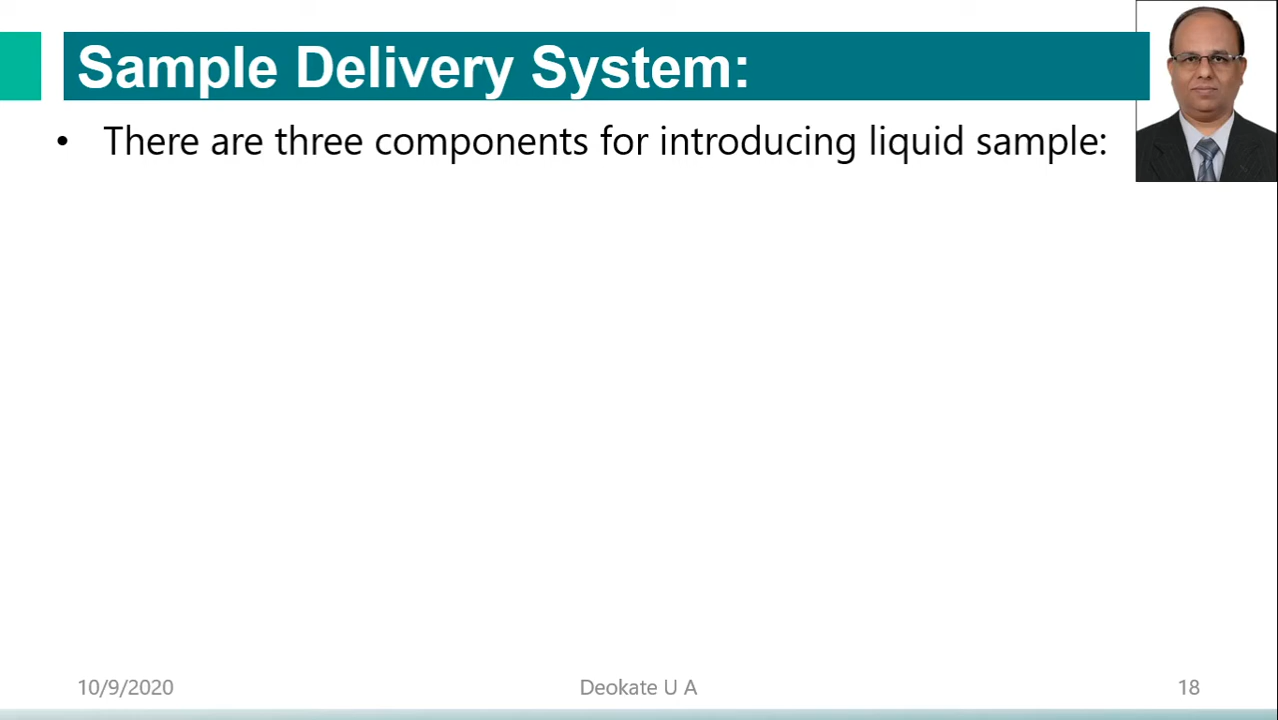 Sample Delivery System:
• There are three components for introducing liquid sample:
10/9/2020
Deokate U A
18